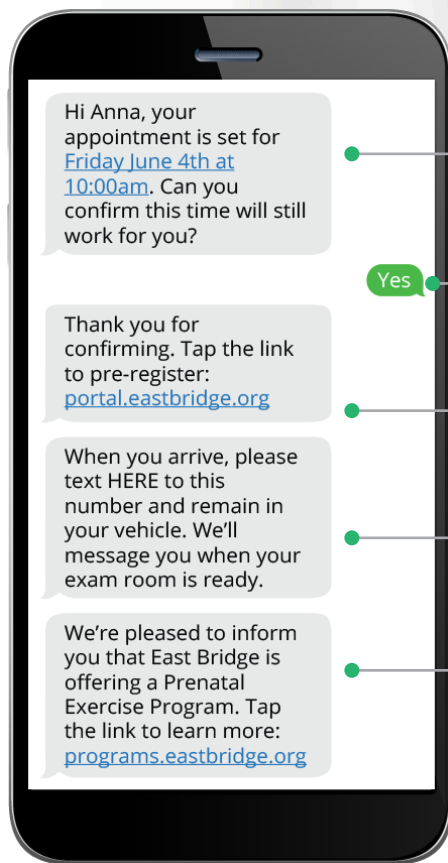 Hi Anna, your
appointment is set for
Friday June 4th at
10:00am. Can you
confirm this time will still
work for you?
Yes
Thank you for
confirming. Tap the link
to pre-register:
portal.eastbridge.org
When you arrive, please
text HERE to this
number and remain in
your vehicle. We’ll
message you when your
exam room is ready.
We’re pleased to inform
you that East Bridge is
offering a Prenatal
Exercise Program. Tap
the link to learn more:
programs.eastbridge.org